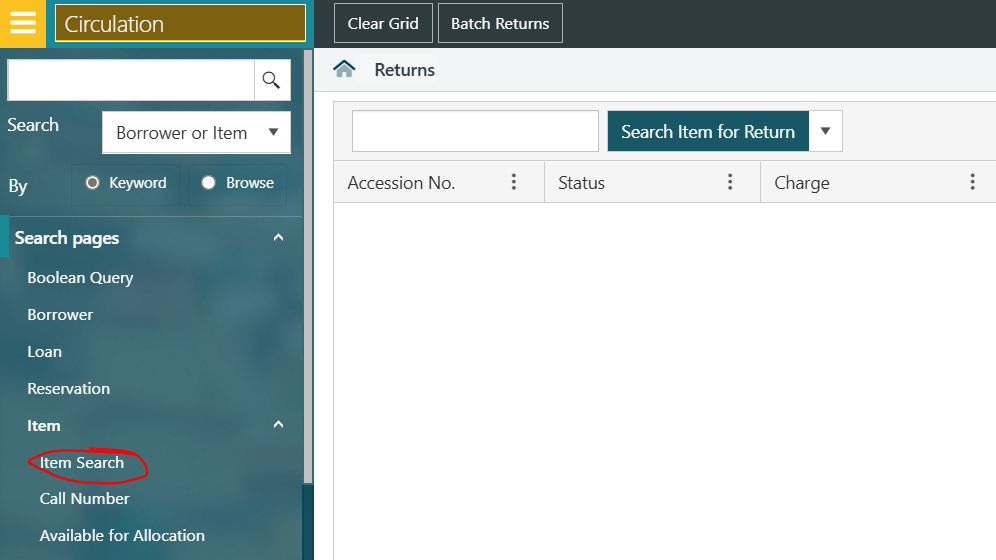 Circulation
Clear Grid
Batch Returns
Search
Borrower or Item
By
Keyword
Browse
Search pages
Boolean Query
Borrower
Loan
Reservation
Item
Item Search
Call Number
Available for Allocation
Returns
Search Item for Return
Accession No.
Status
Charge